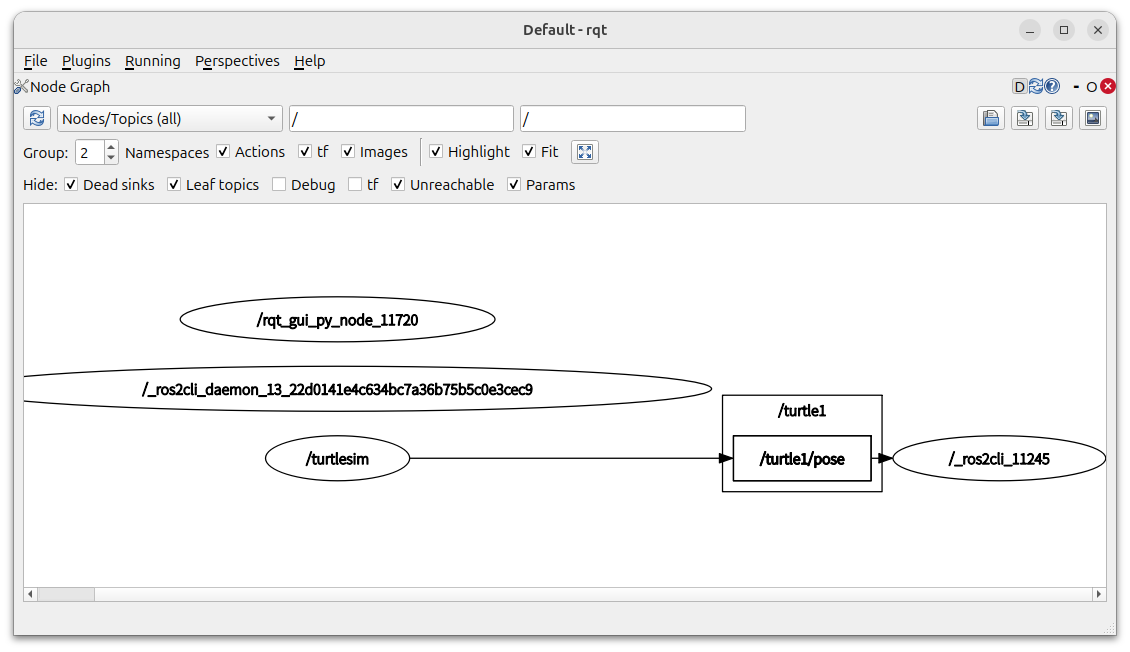 Default - rqt
File Plugins Running Perspectives Help
Node Graph D O
Nodes/Topics (all) / /
Group: 2 Namespaces Actions tf Images Highlight Fit
Hide: Dead sinks Leaf topics Debug tf Unreachable Params
/rqt_gui_py_node_11720
/_ros2cli_daemon_13_22d0141e4c634bc7a36b75b5c0e3cec9
/turtle1
/turtlesim /turtle1/pose /_ros2cli_11245